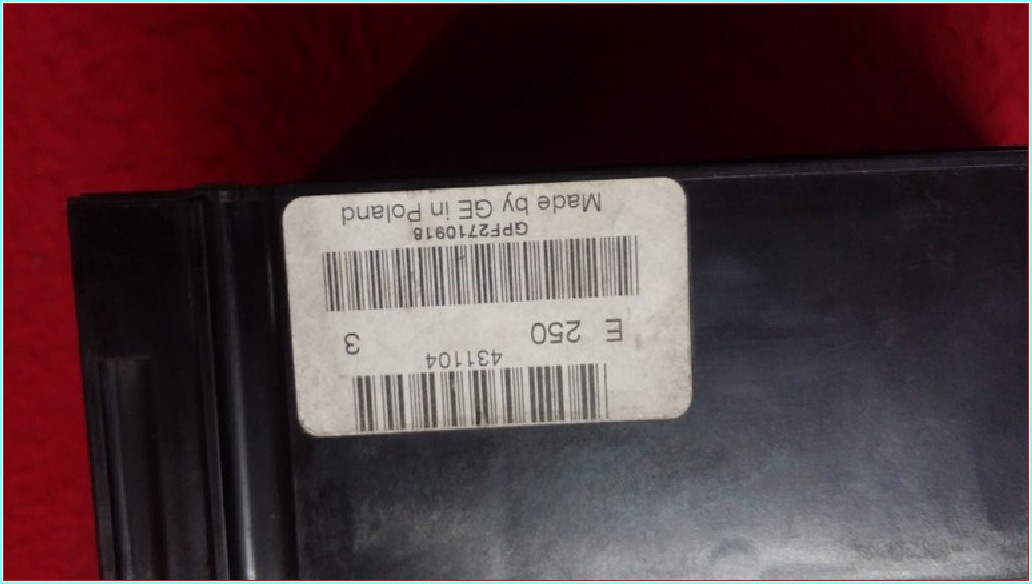 431104
E 250 3
GPF2710918
Made by GE in Poland